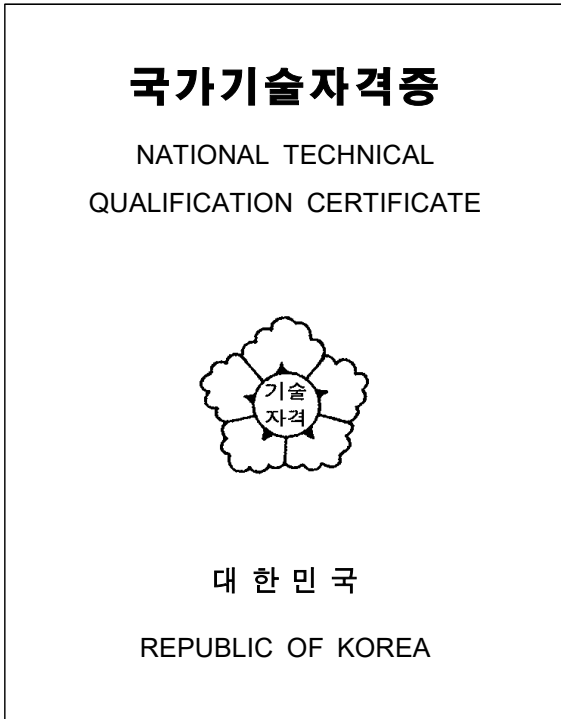 국가기술자격증
NATIONAL TECHNICAL
QUALIFICATION CERTIFICATE
기술
자격
대한민국
REPUBLIC OF KOREA